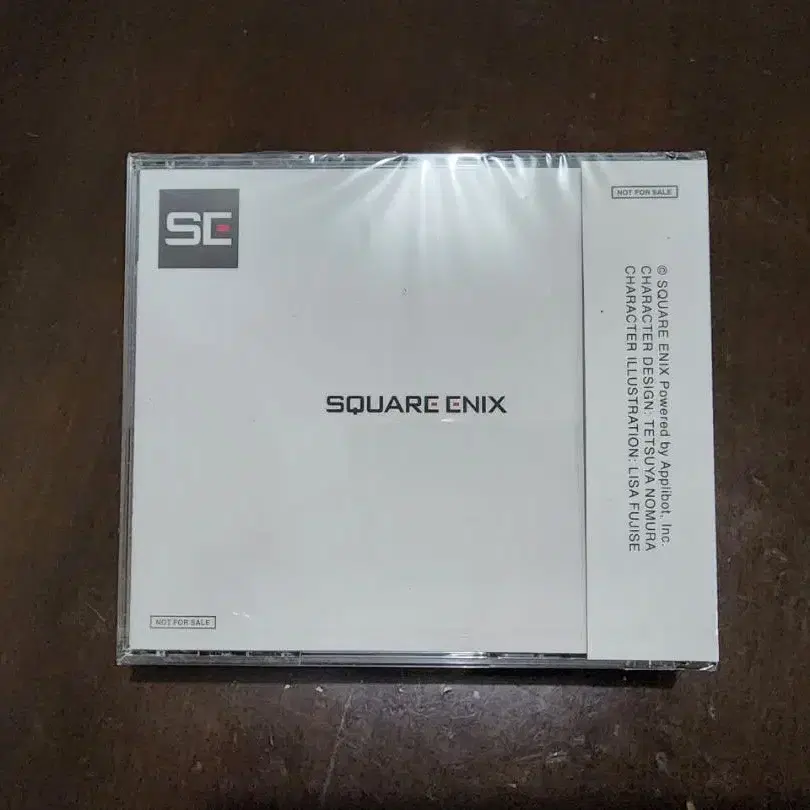 SE
SQUARE ENIX
NOT FOR SALE
NOT FOR SALE
© SQUARE ENIX Powered by Applibot, Inc.
CHARACTER DESIGN: TETSUYA NOMURA
CHARACTER ILLUSTRATION: LISA FUJISE